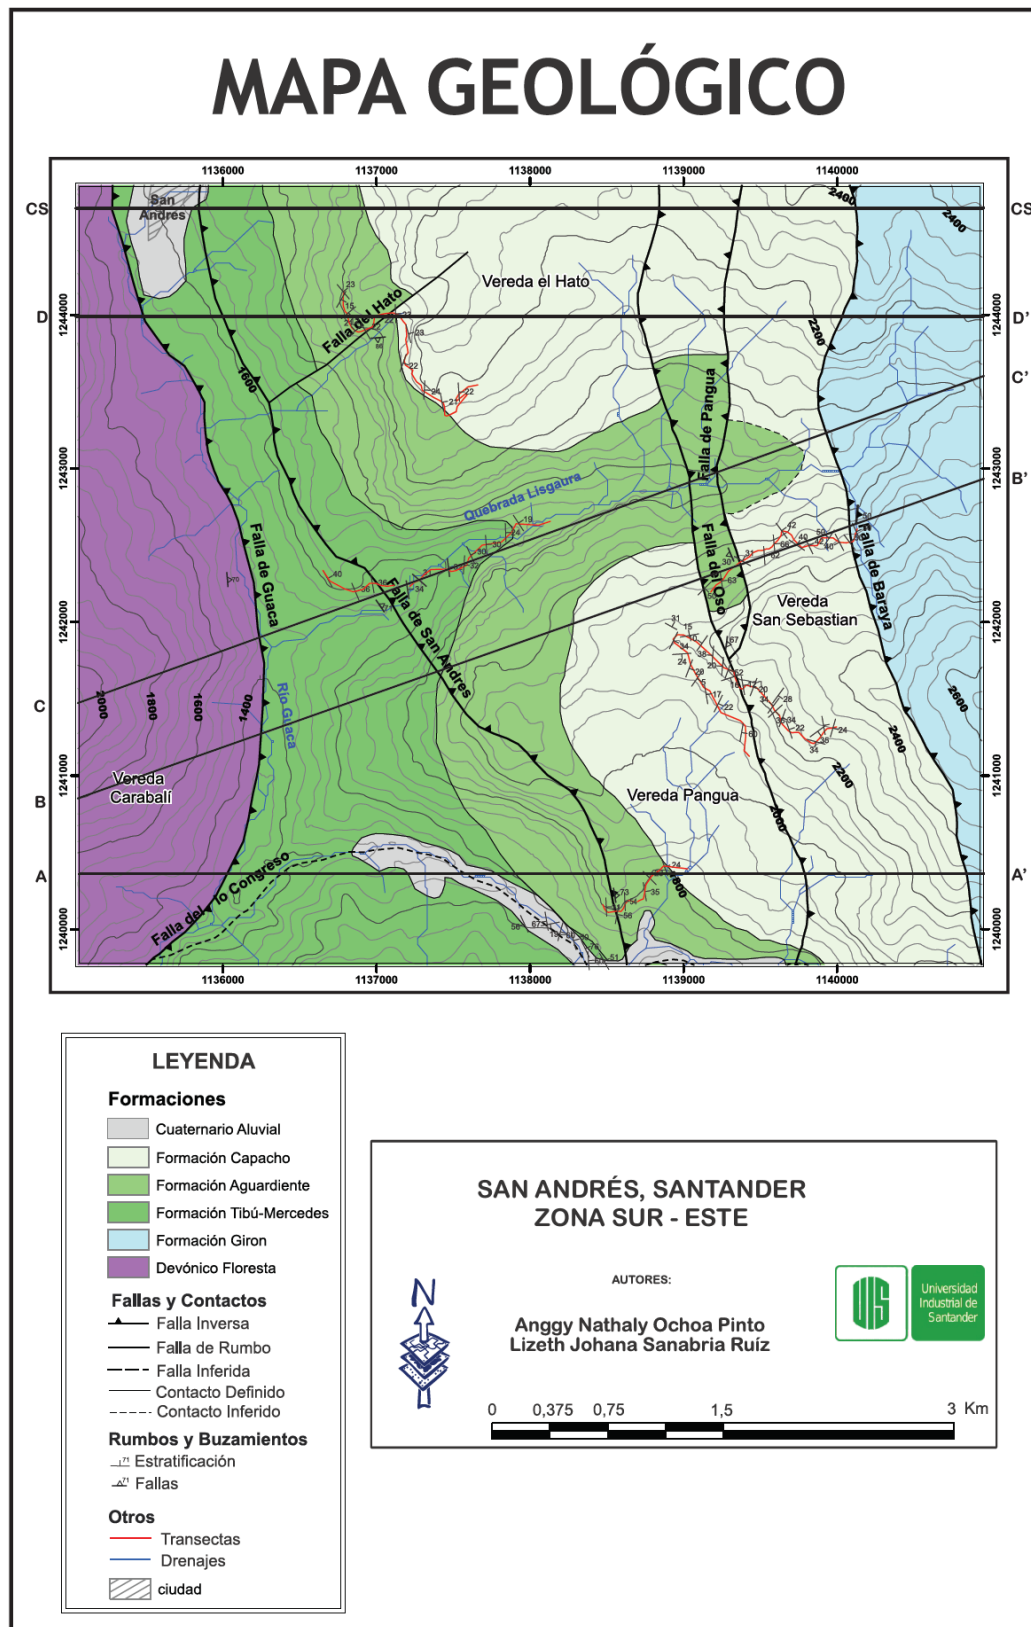 MAPA GEOLÓGICO
1136000
1137000
1138000
1139000
1140000
CS
CS
San
Andres
2400
2400
Vereda el Hato
D
D'
1244000
1244000
Falla del Hato
2200
C'
1600
Falla de Pangua
1243000
1243000
B'
Quebrada Lisgaura
Falla de Guaca
Falla de San Andres
Falla del Oso
Falla de Baraya
Vereda
San Sebastian
1242000
1242000
C
2000
1800
1600
1400
Río Guaca
2600
2400
2200
2000
1241000
1241000
Vereda
Carabalí
B
Vereda Pangua
A
A'
1800
1240000
1240000
1136000
1137000
1138000
1139000
1140000
LEYENDA
Formaciones
Cuaternario Aluvial
Formación Capacho
Formación Aguardiente
Formación Tibú-Mercedes
Formación Giron
Devónico Floresta
Fallas y Contactos
Falla Inversa
Falla de Rumbo
Falla Inferida
Contacto Definido
Contacto Inferido
Rumbos y Buzamientos
71 Estratificación
71 Fallas
Otros
Transectas
Drenajes
ciudad
SAN ANDRÉS, SANTANDER
ZONA SUR - ESTE
AUTORES:
Anggy Nathaly Ochoa Pinto
Lizeth Johana Sanabria Ruíz
N
UIS
Universidad
Industrial de
Santander
0 0,375 0,75 1,5 3 Km